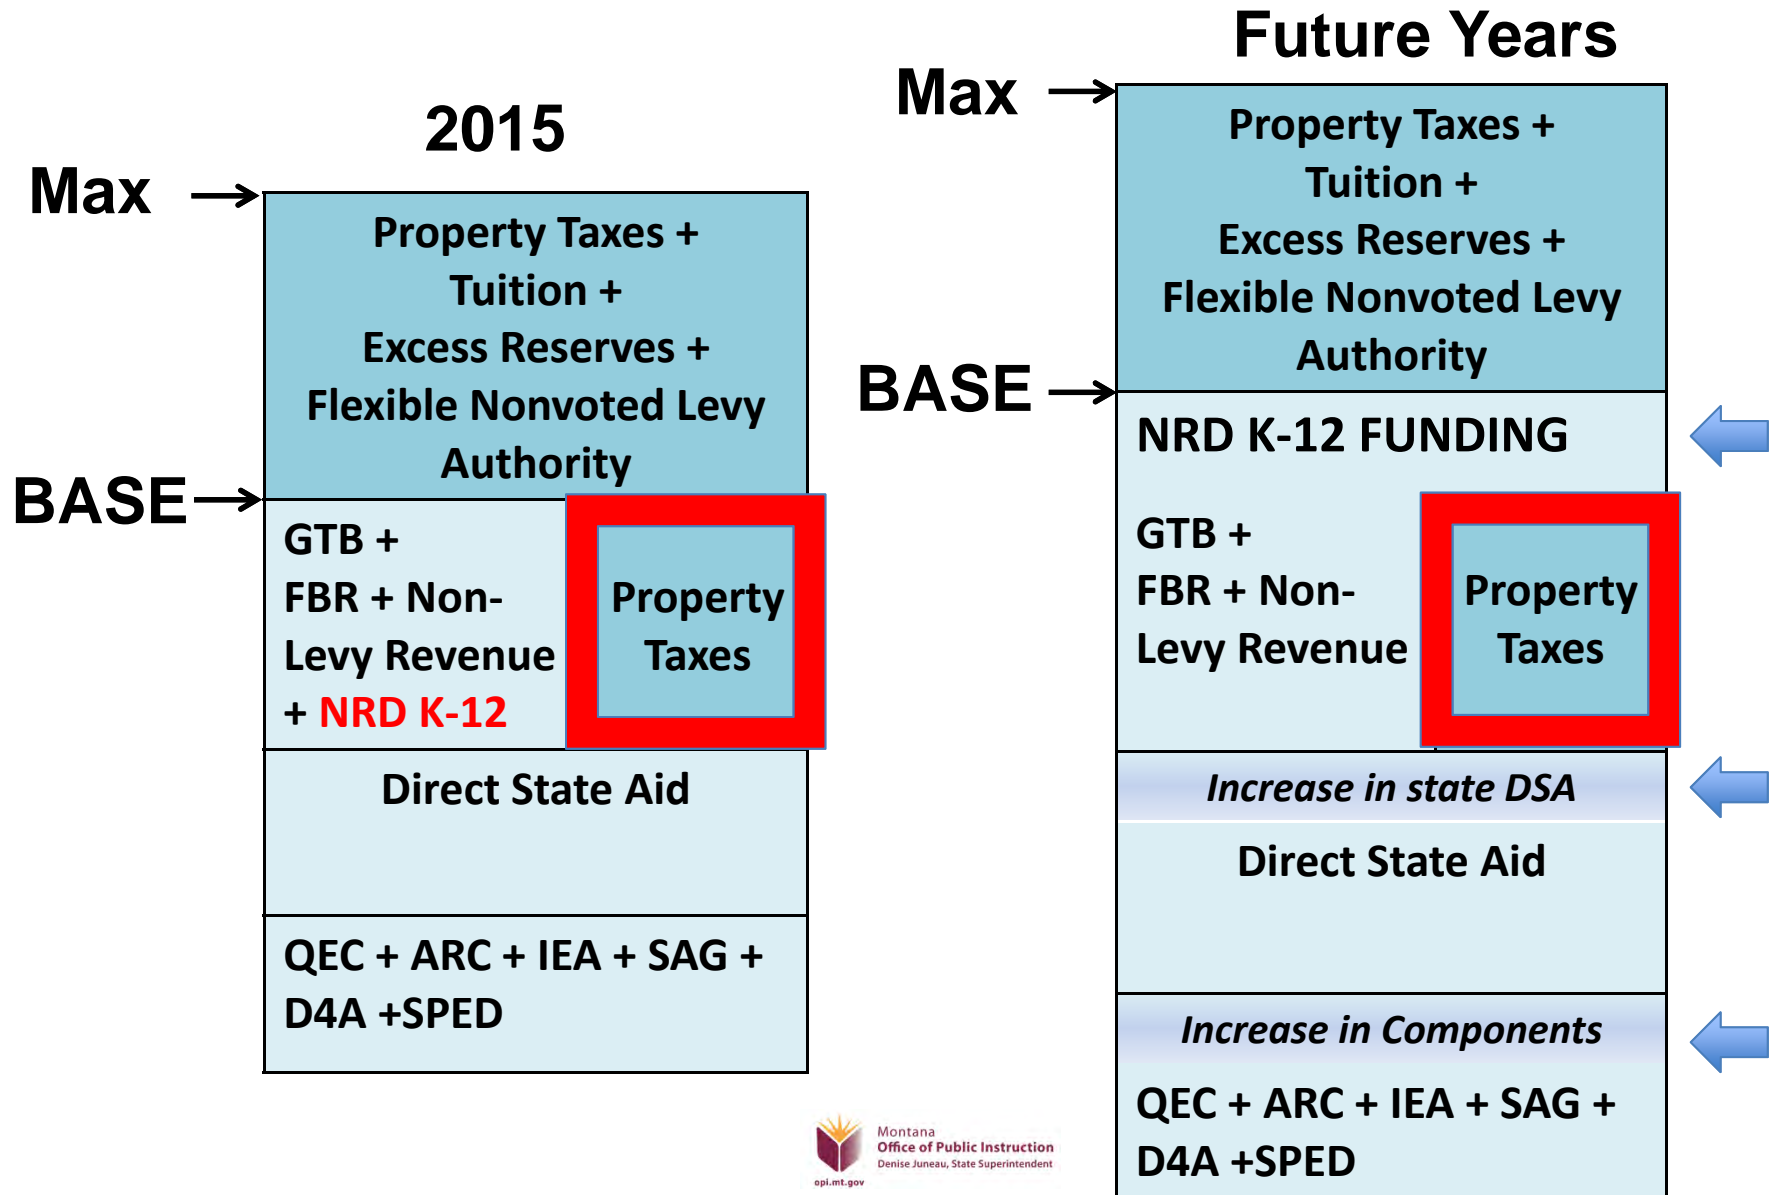 2015
Max
Property Taxes +
Tuition +
Excess Reserves +
Flexible Nonvoted Levy
Authority
BASE
GTB +
FBR + Non-
Levy Revenue
+ NRD K-12
Property
Taxes
Direct State Aid
QEC + ARC + IEA + SAG +
D4A +SPED
Future Years
Max
Property Taxes +
Tuition +
Excess Reserves +
Flexible Nonvoted Levy
Authority
BASE
NRD K-12 FUNDING
GTB +
FBR + Non-
Levy Revenue
Property
Taxes
Increase in state DSA
Direct State Aid
Increase in Components
QEC + ARC + IEA + SAG +
D4A +SPED
Montana
Office of Public Instruction
Denise Juneau, State Superintendent
opi.mt.gov